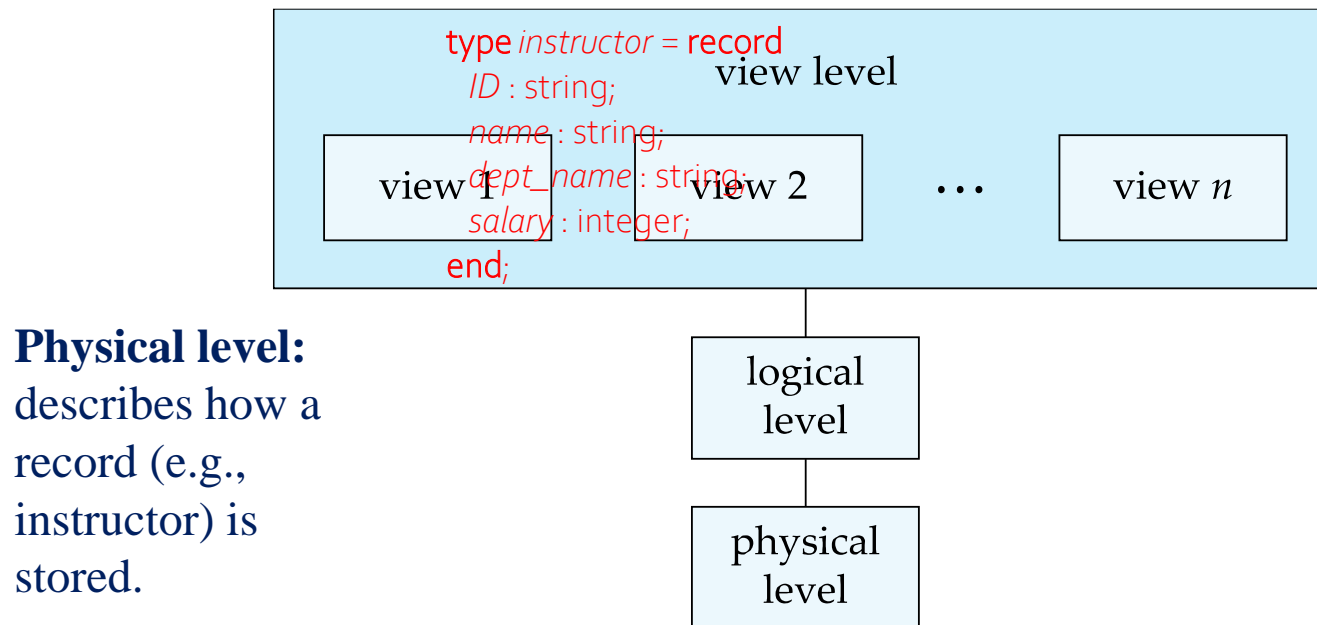 type instructor = record
view level
ID : string;
name : string;
dept_name : string;
salary : integer;
end;
view 1
view 2
...
view n
Physical level:
describes how a
record (e.g.,
instructor) is
stored.
logical
level
physical
level